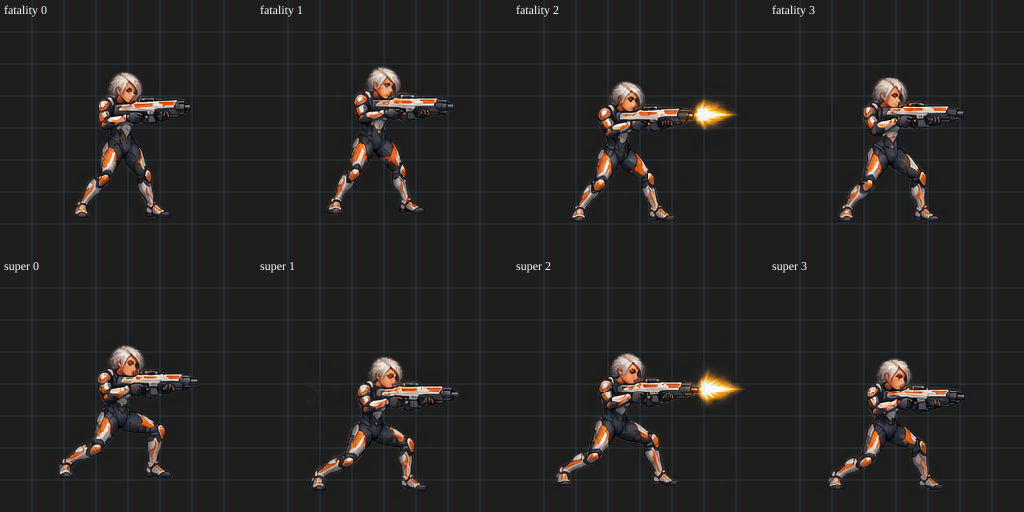 fatality 0
fatality 1
fatality 2
fatality 3
super 0
super 1
super 2
super 3